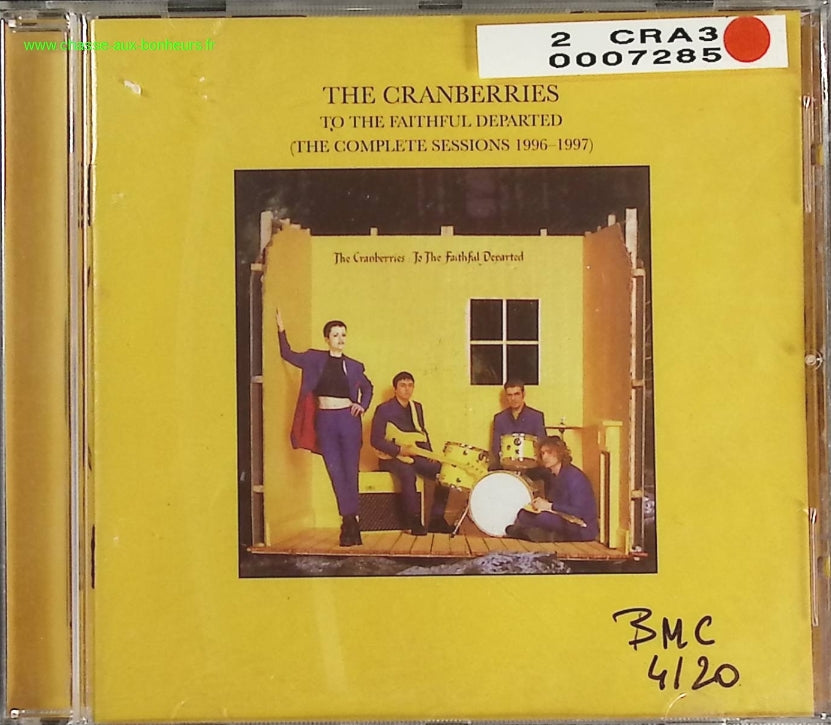 www.chasse-aux-bonheurs.fr
2 CRA3
0007285
THE CRANBERRIES
TO THE FAITHFUL DEPARTED
(THE COMPLETE SESSIONS 1996–1997)
The Cranberries To The Faithful Departed
BMC
4/20